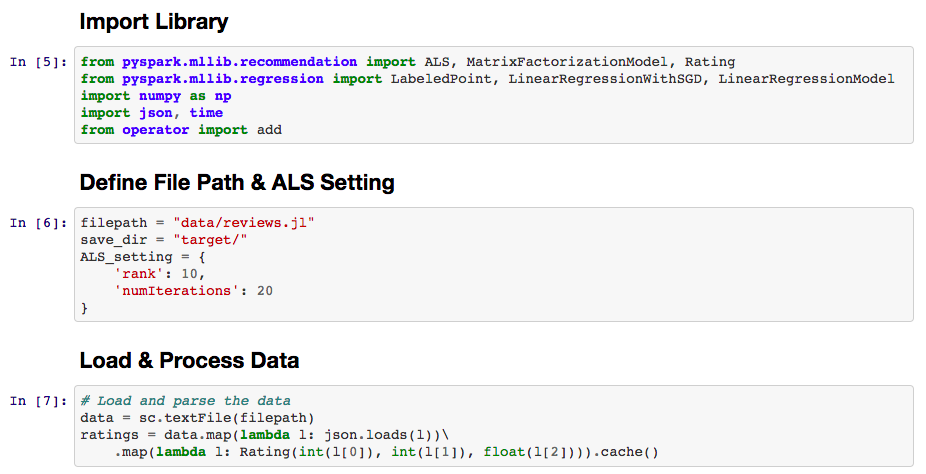 Import Library
In [5]: from pyspark.mllib.recommendation import ALS, MatrixFactorizationModel, Rating
from pyspark.mllib.regression import LabeledPoint, LinearRegressionWithSGD, LinearRegressionModel
import numpy as np
import json, time
from operator import add
Define File Path & ALS Setting
In [6]: filepath = "data/reviews.jl"
save_dir = "target/"
ALS_setting = {
    'rank': 10,
    'numIterations': 20
}
Load & Process Data
In [7]: # Load and parse the data
data = sc.textFile(filepath)
ratings = data.map(lambda l: json.loads(l))\
    .map(lambda l: Rating(int(l[0]), int(l[1]), float(l[2]))).cache()